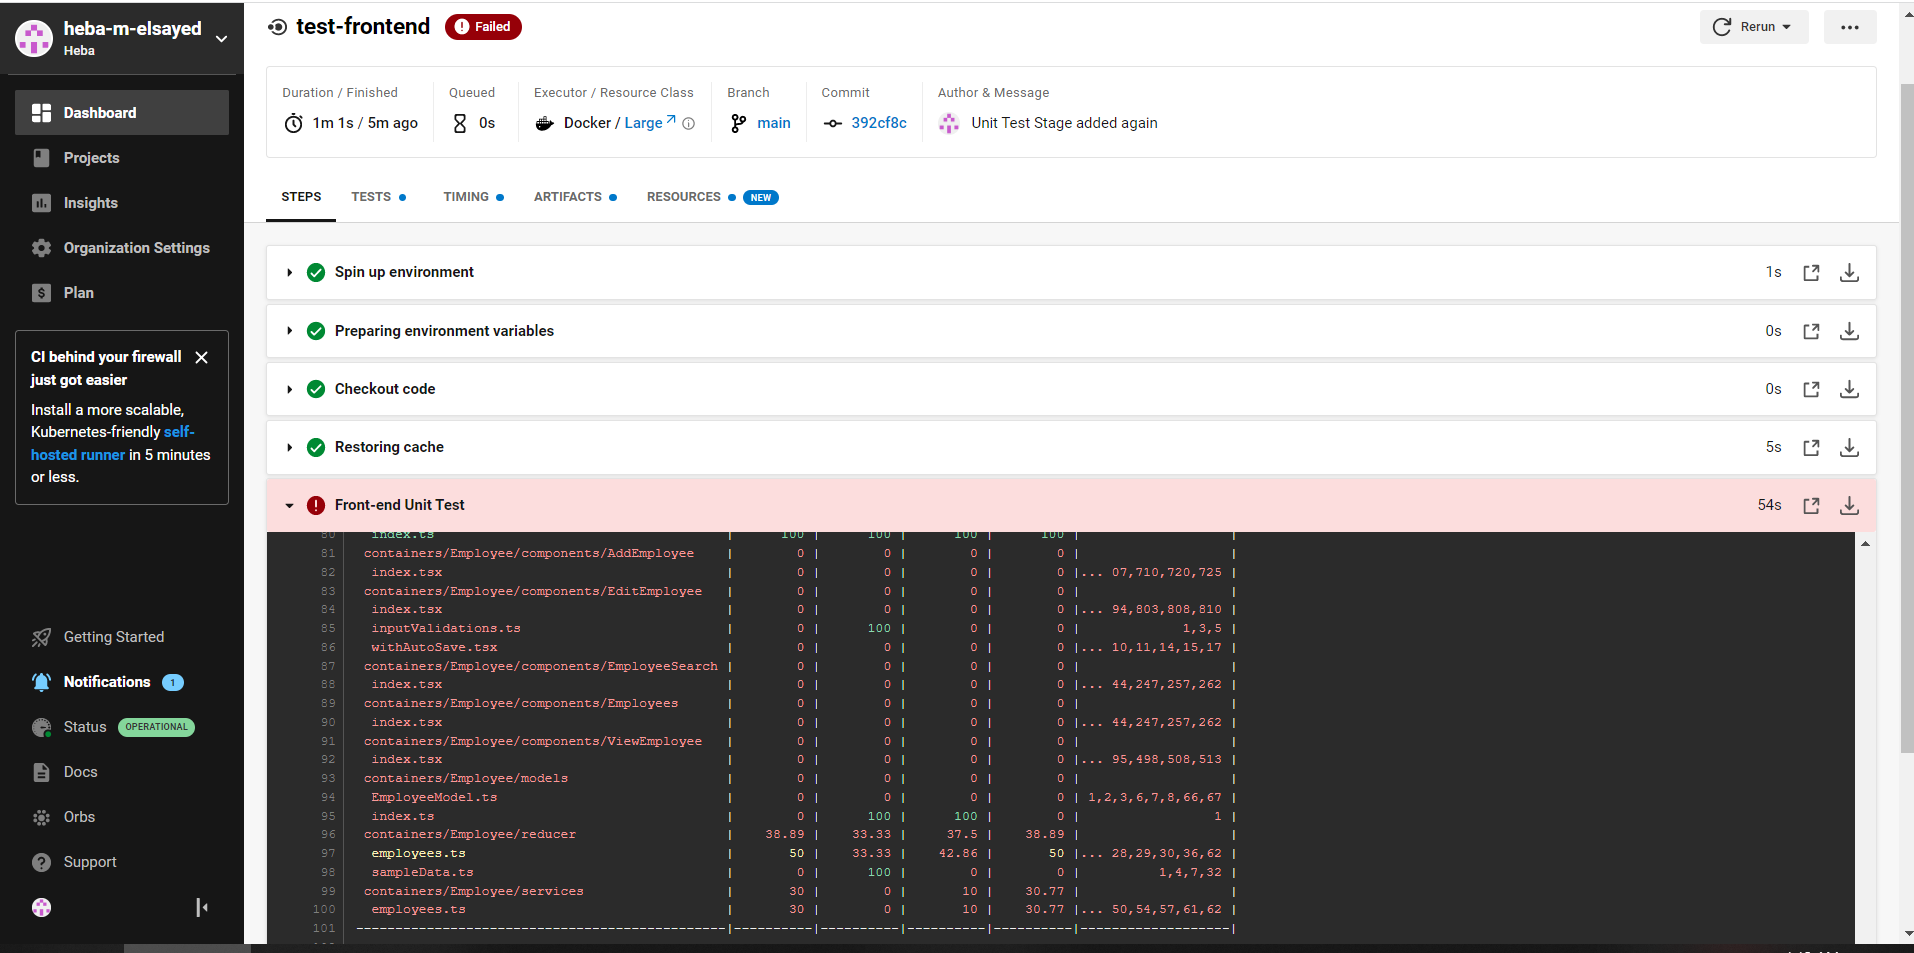 heba-m-elsayed
Heba
Dashboard
Projects
Insights
Organization Settings
Plan
CI behind your firewall
just got easier
Install a more scalable,
Kubernetes-friendly self-
hosted runner in 5 minutes
or less.
Getting Started
Notifications 1
Status OPERATIONAL
Docs
Orbs
Support
test-frontend Failed
Rerun
Duration / Finished
1m 1s / 5m ago
Queued
0s
Executor / Resource Class
Docker / Large
Branch
main
Commit
392cf8c
Author & Message
Unit Test Stage added again
STEPS TESTS TIMING ARTIFACTS RESOURCES NEW
Spin up environment 1s
Preparing environment variables 0s
Checkout code 0s
Restoring cache 5s
Front-end Unit Test 54s
80 index.ts | 100 | 100 | 100 | 100 | |
81 containers/Employee/components/AddEmployee | 0 | 0 | 0 | 0 | |
82 index.tsx | 0 | 0 | 0 | 0 |... 07,710,720,725 |
83 containers/Employee/components/EditEmployee | 0 | 0 | 0 | 0 | |
84 index.tsx | 0 | 0 | 0 | 0 |... 94,803,808,810 |
85 inputValidations.ts | 0 | 100 | 0 | 0 | 1,3,5 |
86 withAutoSave.tsx | 0 | 0 | 0 | 0 |... 10,11,14,15,17 |
87 containers/Employee/components/EmployeeSearch | 0 | 0 | 0 | 0 | |
88 index.tsx | 0 | 0 | 0 | 0 |... 44,247,257,262 |
89 containers/Employee/components/Employees | 0 | 0 | 0 | 0 | |
90 index.tsx | 0 | 0 | 0 | 0 |... 44,247,257,262 |
91 containers/Employee/components/ViewEmployee | 0 | 0 | 0 | 0 | |
92 index.tsx | 0 | 0 | 0 | 0 |... 95,498,508,513 |
93 containers/Employee/models | 0 | 0 | 0 | 0 | |
94 EmployeeModel.ts | 0 | 0 | 0 | 0 | 1,2,3,6,7,8,66,67 |
95 index.ts | 0 | 100 | 100 | 0 | 1 |
96 containers/Employee/reducer | 38.89 | 33.33 | 37.5 | 38.89 | |
97 employees.ts | 50 | 33.33 | 42.86 | 50 |... 28,29,30,36,62 |
98 sampleData.ts | 0 | 100 | 0 | 0 | 1,4,7,32 |
99 containers/Employee/services | 30 | 0 | 10 | 30.77 | |
100 employees.ts | 30 | 0 | 10 | 30.77 |... 50,54,57,61,62 |
101 -----------------------------------------------|----------|----------|----------|----------|-------------------|